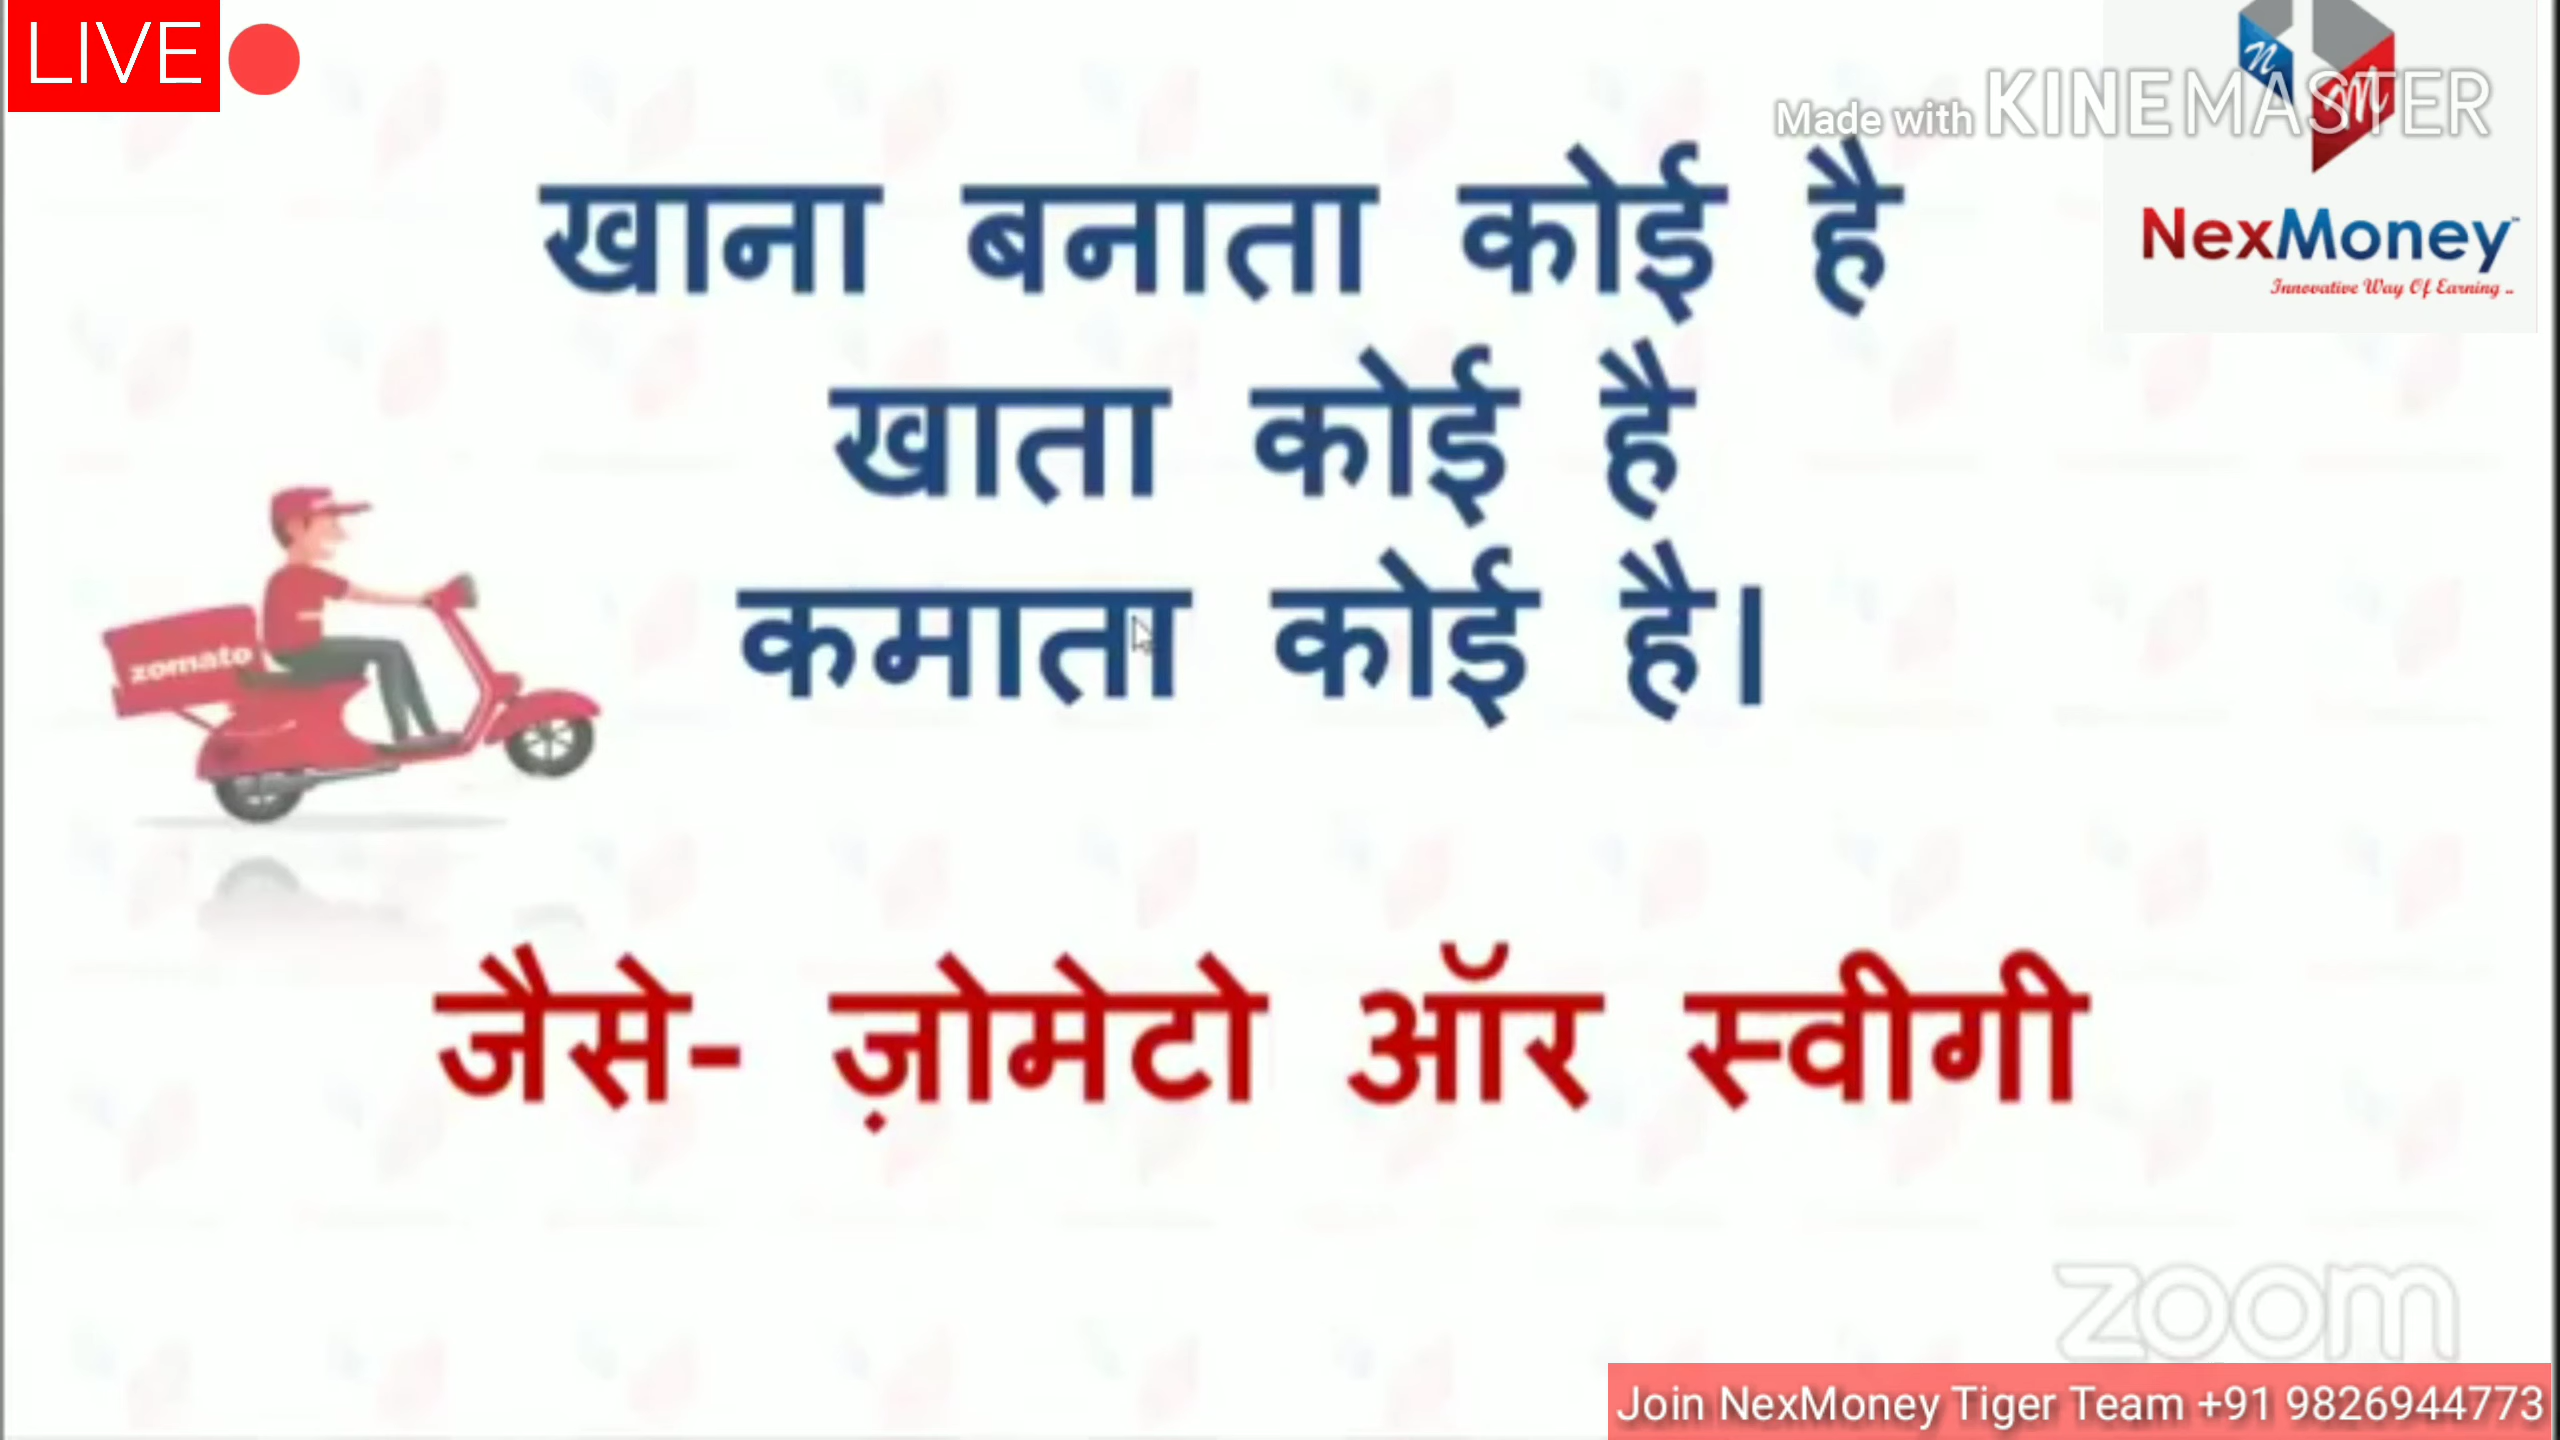 LIVE
Made with KINEMASTER
NexMoney
Innovative Way Of Earning ..
खाना बनाता कोई है
खाता कोई है
कमाता कोई है।
zomato
जैसे- ज़ोमेटो ऑर स्वीगी
zoom
Join NexMoney Tiger Team +91 9826944773